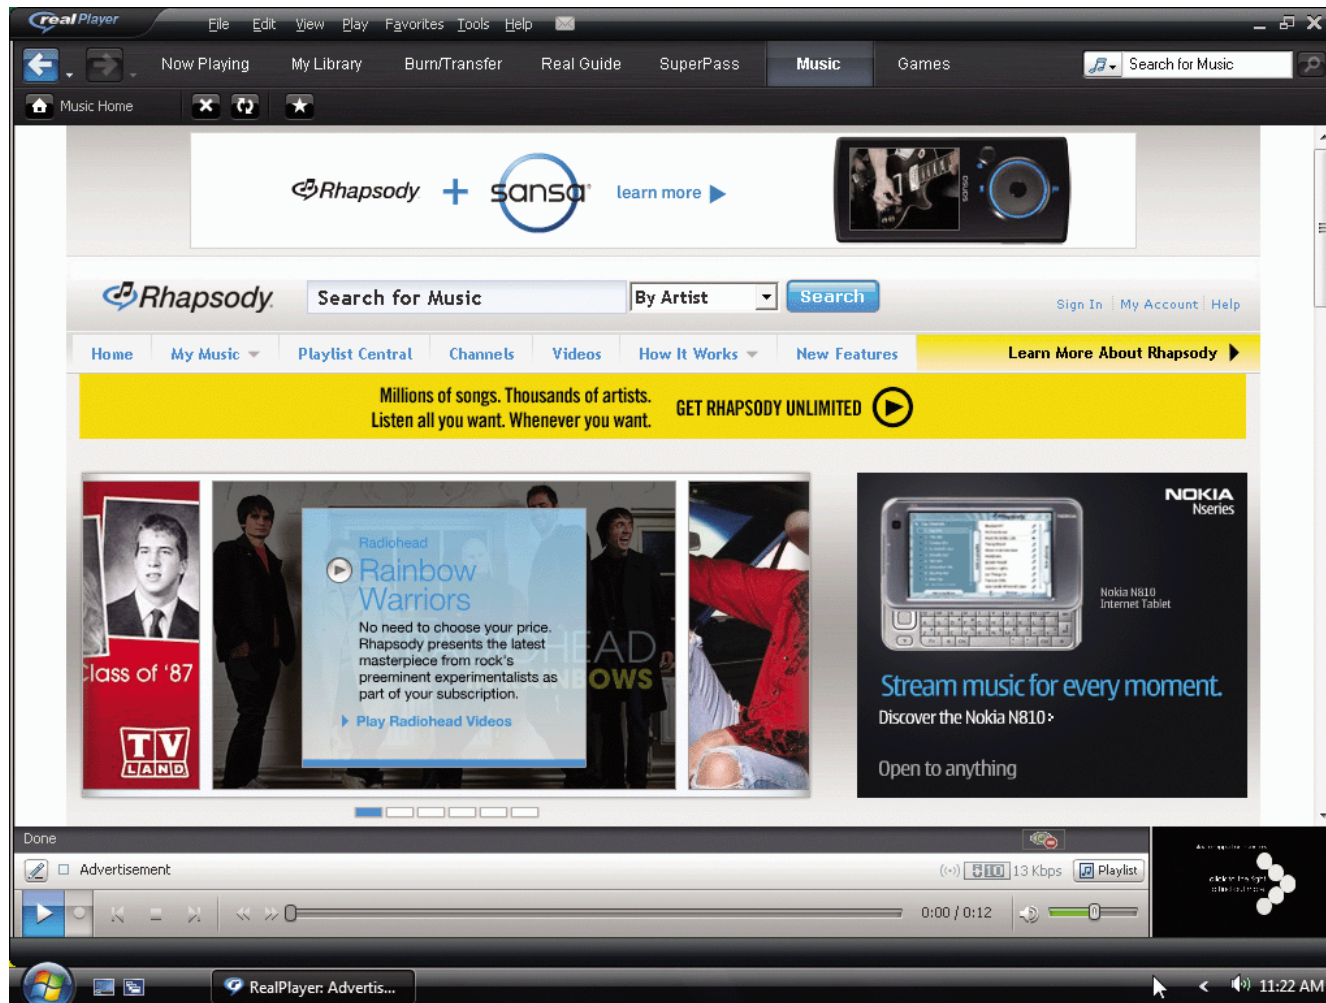 real Player
File Edit View Play Favorites Tools Help
Now Playing My Library Burn/Transfer Real Guide SuperPass Music Games Search for Music
Music Home
Rhapsody + sansa learn more
sansa
Rhapsody Search for Music By Artist Search
Sign In My Account Help
Home My Music Playlist Central Channels Videos How It Works New Features Learn More About Rhapsody
Millions of songs. Thousands of artists.
Listen all you want. Whenever you want.
GET RHAPSODY UNLIMITED
Class of '87
TV
LAND
Radiohead
Rainbow
Warriors
No need to choose your price.
Rhapsody presents the latest
masterpiece from rock's
preeminent experimentalists as
part of your subscription.
Play Radiohead Videos
NOKIA
Nseries
Nokia N810
Internet Tablet
Stream music for every moment.
Discover the Nokia N810
Open to anything
Done
Advertisement 13 Kbps Playlist
0:00 / 0:12
RealPlayer: Advertis... 11:22 AM